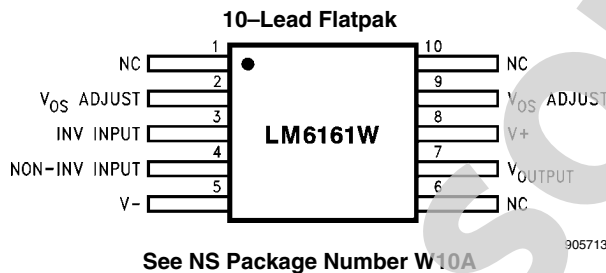 10–Lead Flatpak
1 10
NC NC
2 9
VOS ADJUST VOS ADJUST
3 8
INV INPUT V+
LM6161W
4 7
NON-INV INPUT VOUTPUT
5 6
V- NC
905713
See NS Package Number W10A